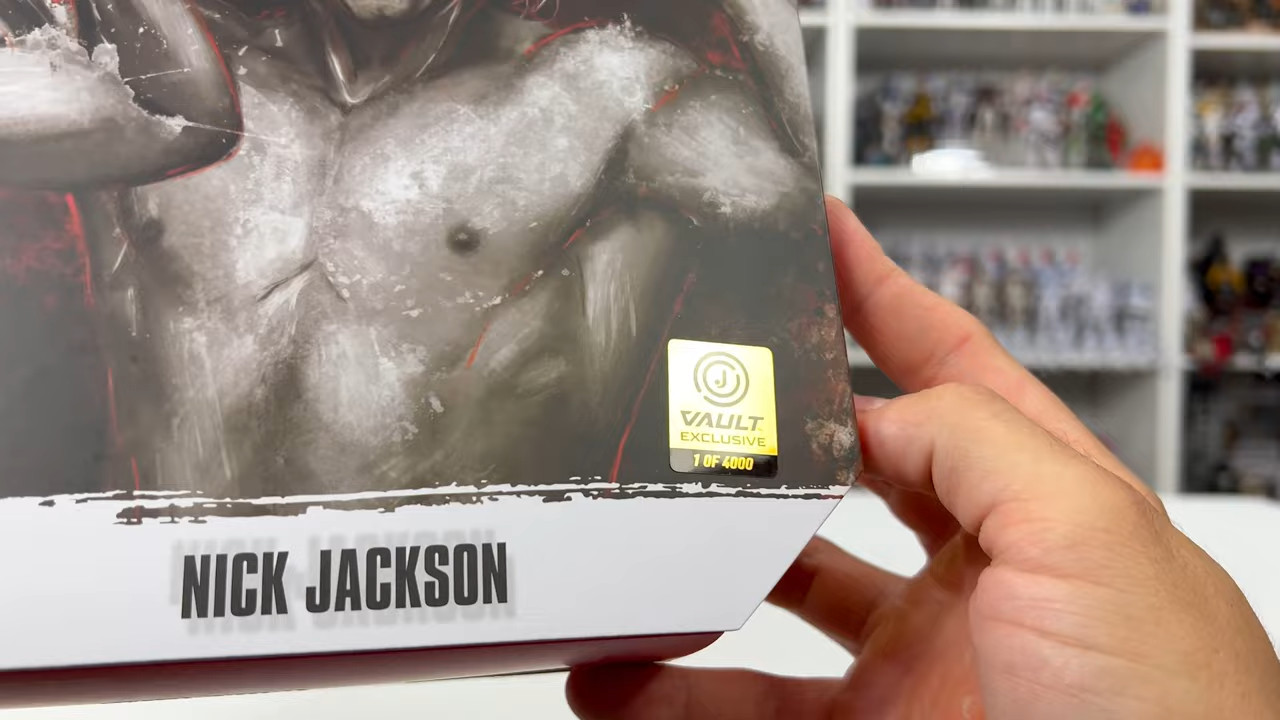 J
VAULT
EXCLUSIVE
1 OF 4000
NICK JACKSON